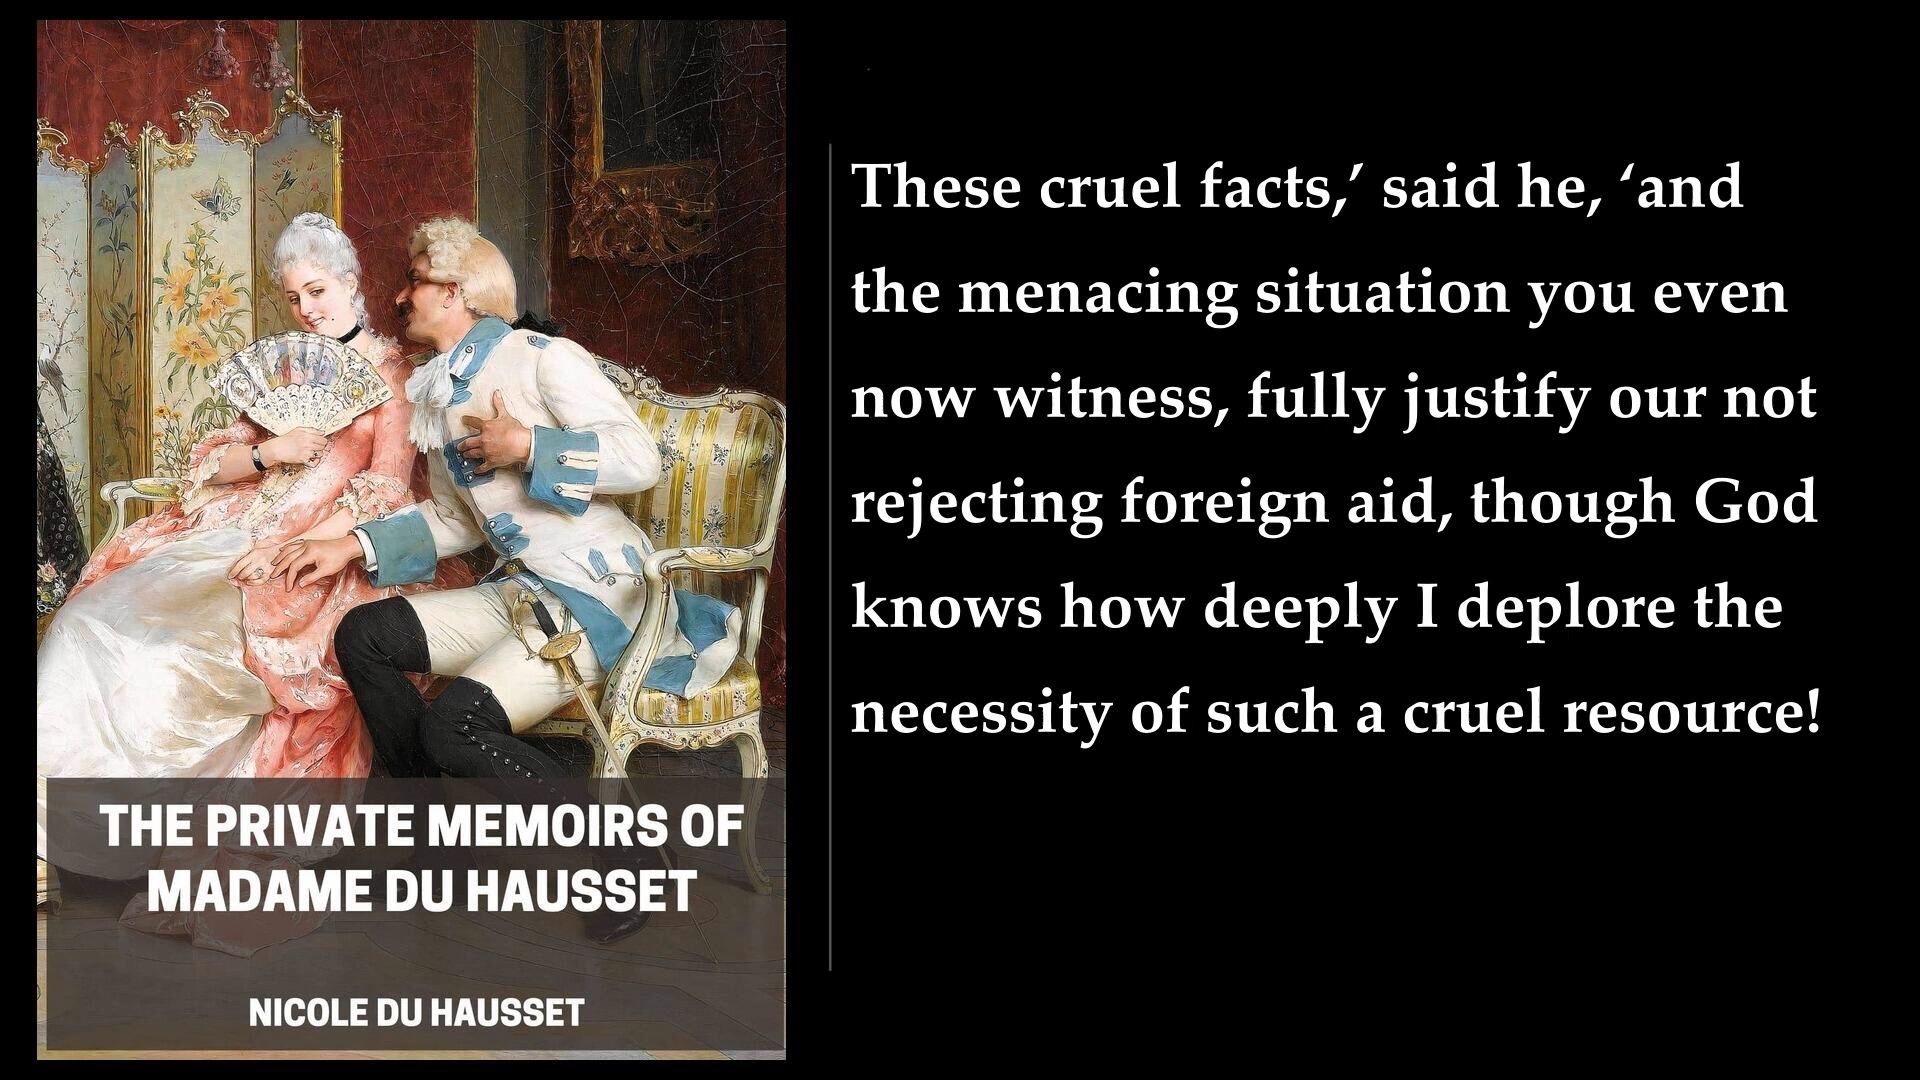 These cruel facts,’ said he, ‘and
the menacing situation you even
now witness, fully justify our not
rejecting foreign aid, though God
knows how deeply I deplore the
necessity of such a cruel resource!
THE PRIVATE MEMOIRS OF
MADAME DU HAUSSET
NICOLE DU HAUSSET